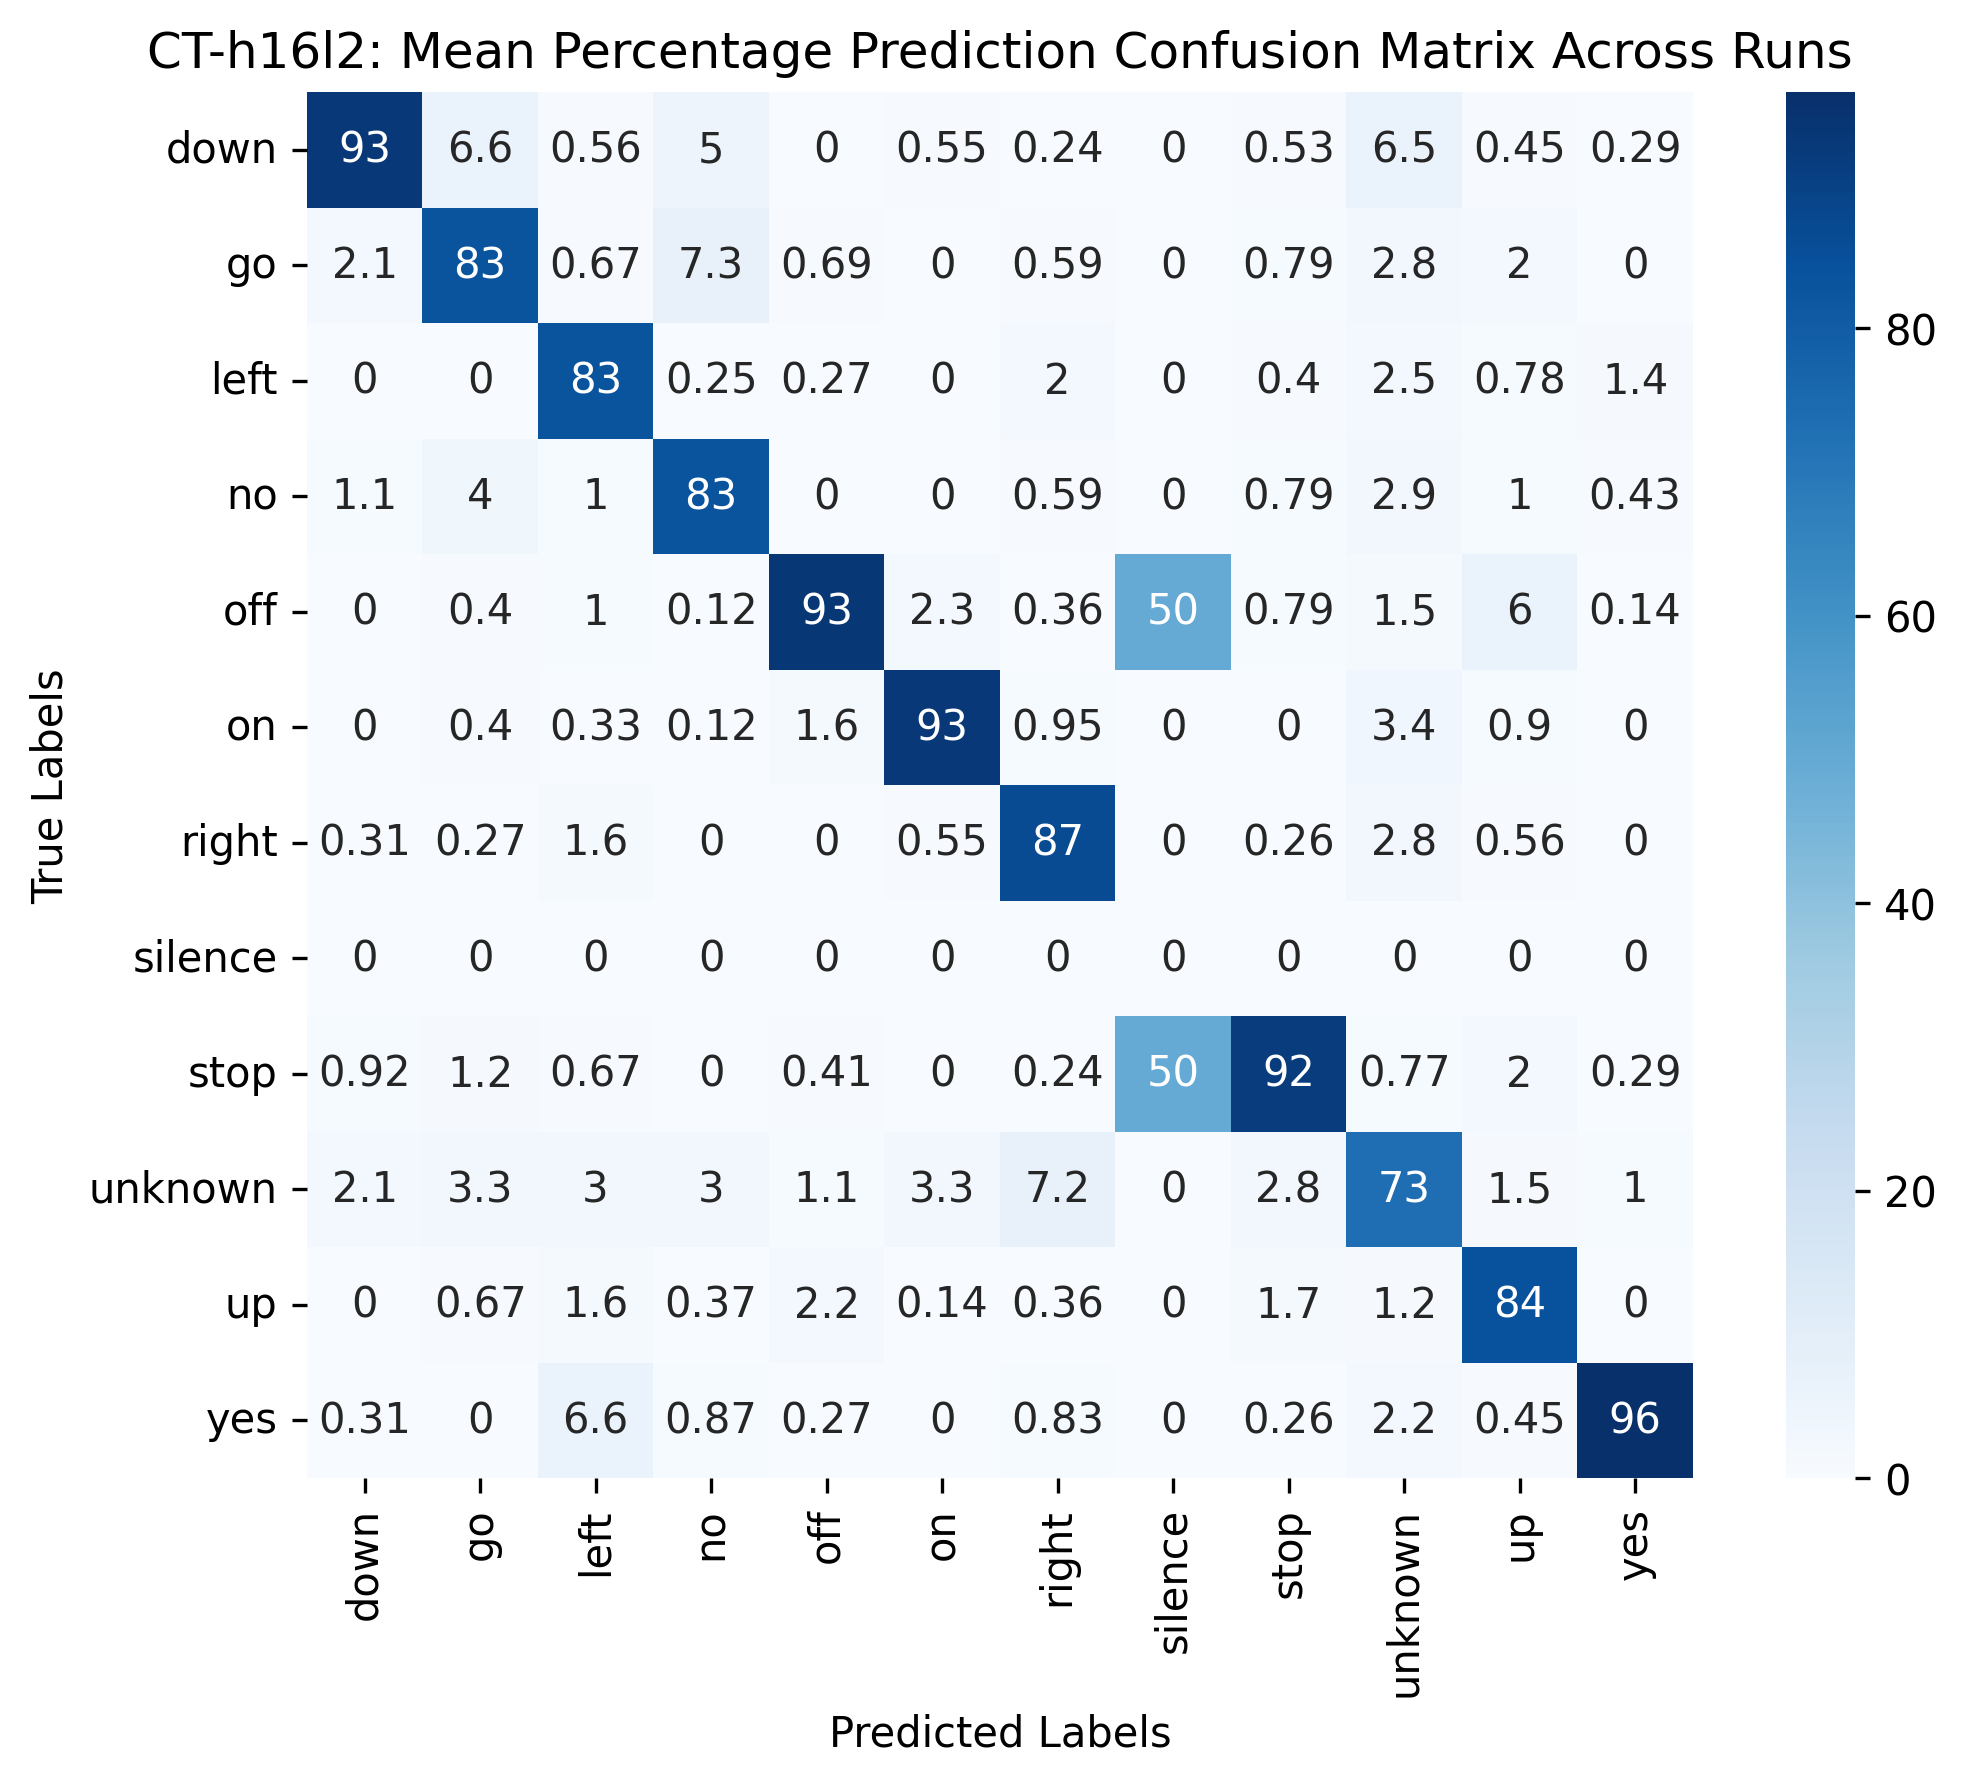 CT-h16l2: Mean Percentage Prediction Confusion Matrix Across Runs
down 93 6.6 0.56 5 0 0.55 0.24 0 0.53 6.5 0.45 0.29
go 2.1 83 0.67 7.3 0.69 0 0.59 0 0.79 2.8 2 0
80
left 0 0 83 0.25 0.27 0 2 0 0.4 2.5 0.78 1.4
no 1.1 4 1 83 0 0 0.59 0 0.79 2.9 1 0.43
off 0 0.4 1 0.12 93 2.3 0.36 50 0.79 1.5 6 0.14
60
on 0 0.4 0.33 0.12 1.6 93 0.95 0 0 3.4 0.9 0
True Labels
right 0.31 0.27 1.6 0 0 0.55 87 0 0.26 2.8 0.56 0
40
silence 0 0 0 0 0 0 0 0 0 0 0 0
stop 0.92 1.2 0.67 0 0.41 0 0.24 50 92 0.77 2 0.29
unknown 2.1 3.3 3 3 1.1 3.3 7.2 0 2.8 73 1.5 1
20
up 0 0.67 1.6 0.37 2.2 0.14 0.36 0 1.7 1.2 84 0
yes 0.31 0 6.6 0.87 0.27 0 0.83 0 0.26 2.2 0.45 96
0
down go left no off on right silence stop unknown up yes
Predicted Labels